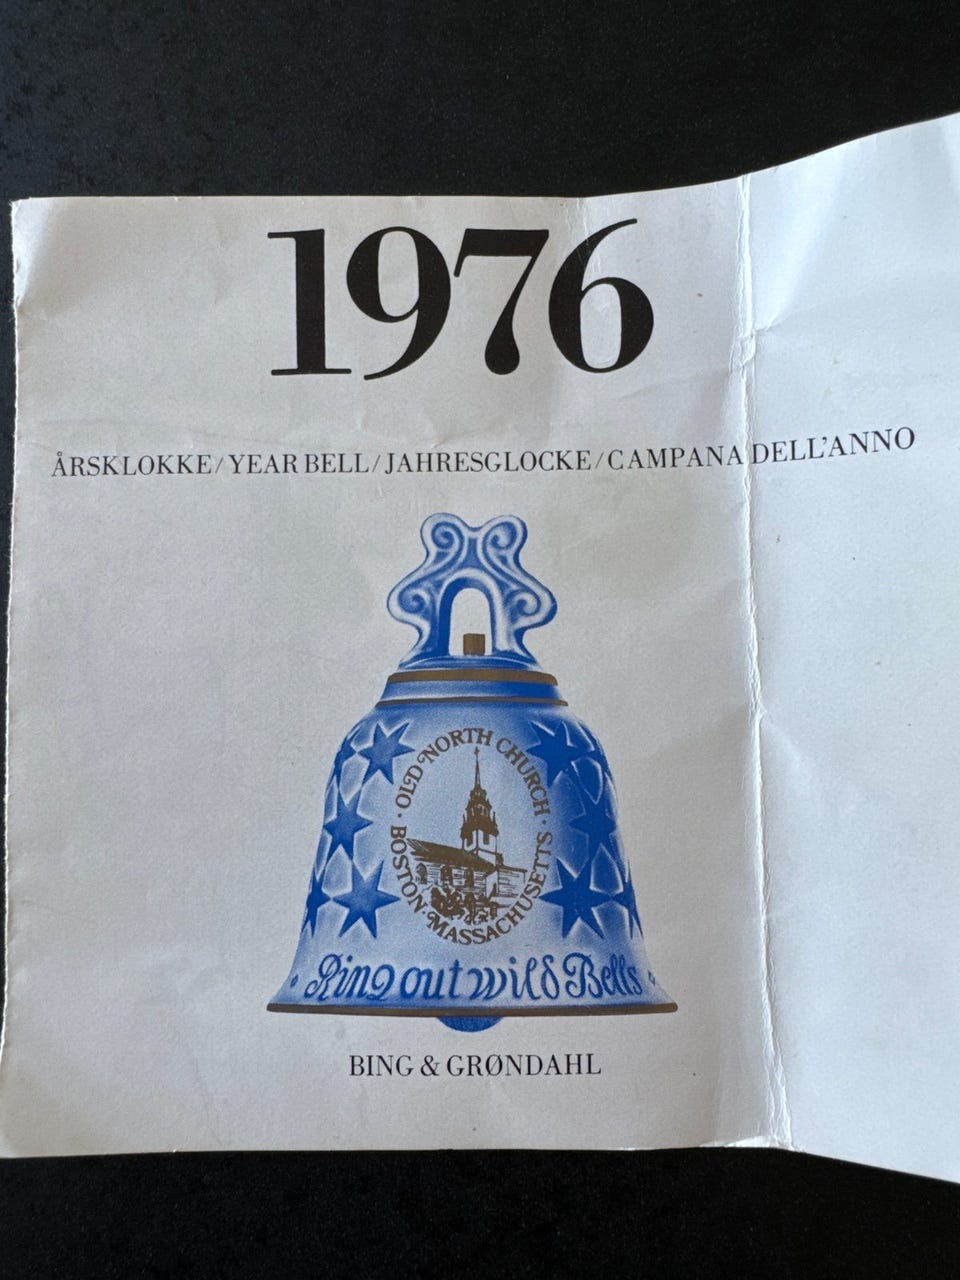 1976
ÅRSKLOKKE/YEAR BELL/JAHRESGLOCKE/CAMPANA DELL'ANNO
· OLD NORTH CHURCH ·
BOSTON · MASSACHUSETTS
Ring out wild Bells
BING & GRØNDAHL